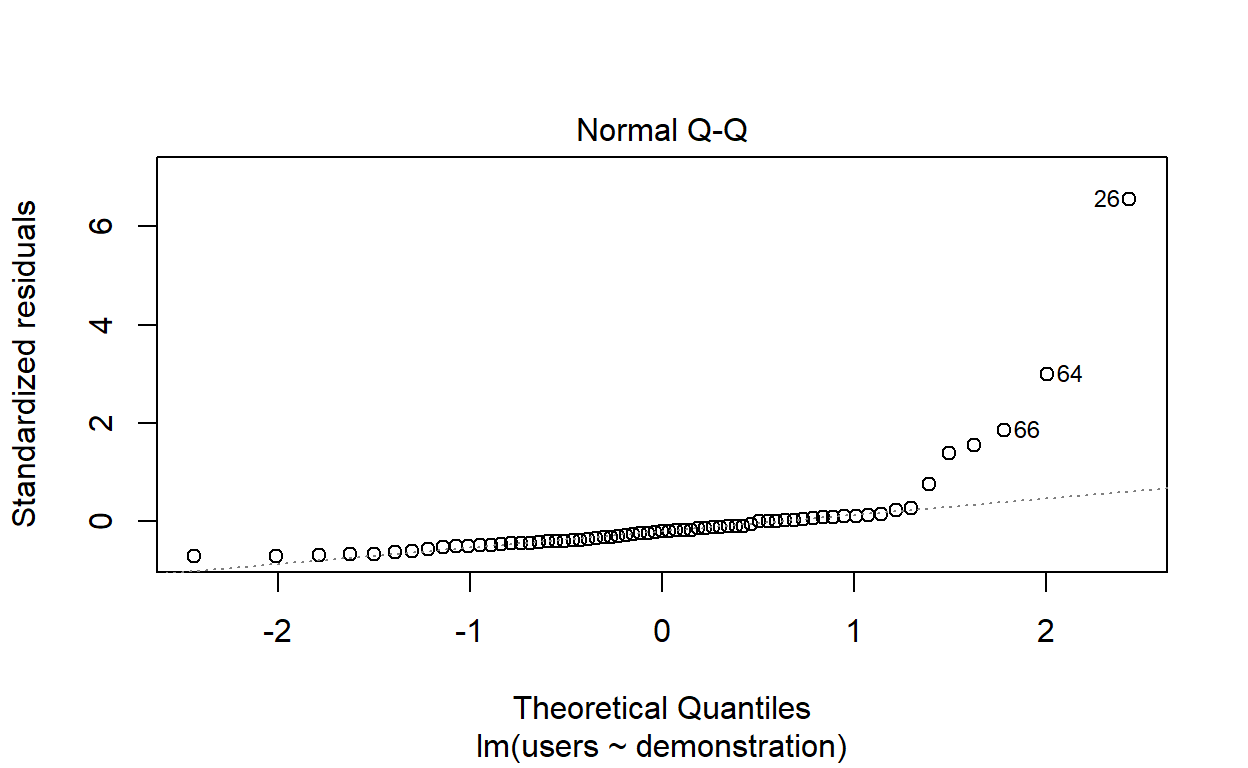 Normal Q-Q
Standardized residuals
6
4
2
0
26
64
66
-2 -1 0 1 2
Theoretical Quantiles
lm(users ~ demonstration)